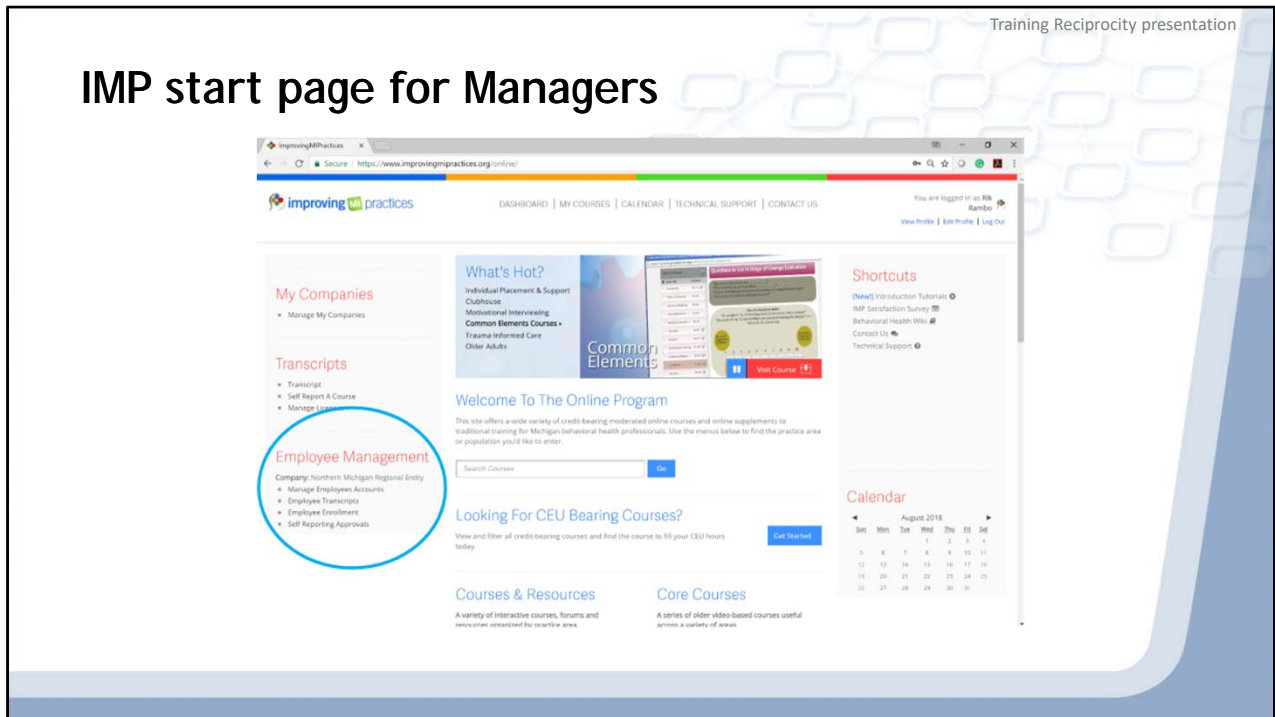 Training Reciprocity presentation
IMP start page for Managers
ImprovingMIPractices
Secure | https://www.improvingmipractices.org/online/
improving MI practices
DASHBOARD | MY COURSES | CALENDAR | TECHNICAL SUPPORT | CONTACT US
You are logged in as Rik
Rambo
View Profile | Edit Profile | Log Out
My Companies
Manage My Companies
Transcripts
Transcript
Self Report A Course
Manage
Employee Management
Company: Northern Michigan Regional Entity
Manage Employees Accounts
Employee Transcripts
Employee Enrollment
Self Reporting Approvals
What's Hot?
Individual Placement & Support
Clubhouse
Motivational Interviewing
Common Elements Courses
Trauma-Informed Care
Older Adults
Common
Elements
Visit Course
Welcome To The Online Program
This site offers a wide variety of credit-bearing moderated online courses and online supplements to
traditional training for Michigan behavioral health professionals. Use the menus below to find the practice area
or population you'd like to enter.
Search Courses
Go
Looking For CEU Bearing Courses?
View and filter all credit-bearing courses and find the course to fill your CEU hours
today.
Get Started
Courses & Resources
A variety of interactive courses, forums and
resources organized by practice area.
Core Courses
A series of older video-based courses useful
across a variety of areas.
Shortcuts
(New!) Introduction Tutorials
IMP Satisfaction Survey
Behavioral Health Wiki
Contact Us
Technical Support
Calendar
August 2018
Sun Mon Tue Wed Thu Fri Sat
1 2 3 4
5 6 7 8 9 10 11
12 13 14 15 16 17 18
19 20 21 22 23 24 25
26 27 28 29 30 31